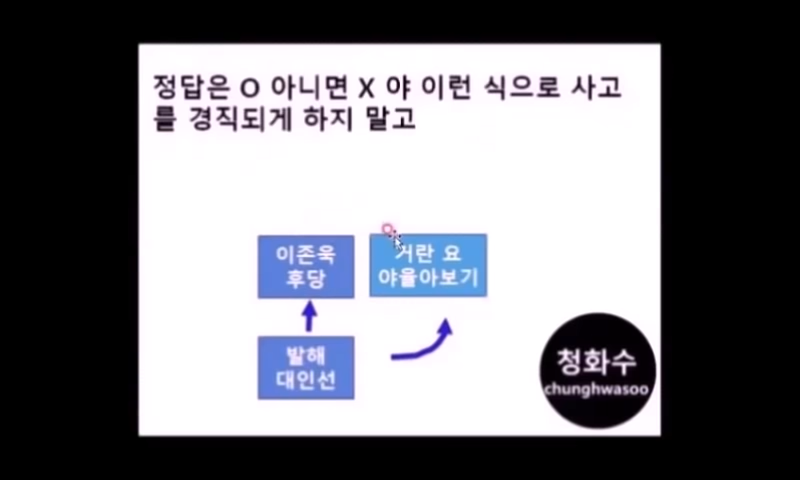 정답은 O 아니면 X 야 이런 식으로 사고
를 경직되게 하지 말고
이존욱
후당
거란 요
야율아보기
발해
대인선
청화수
chunghwasoo